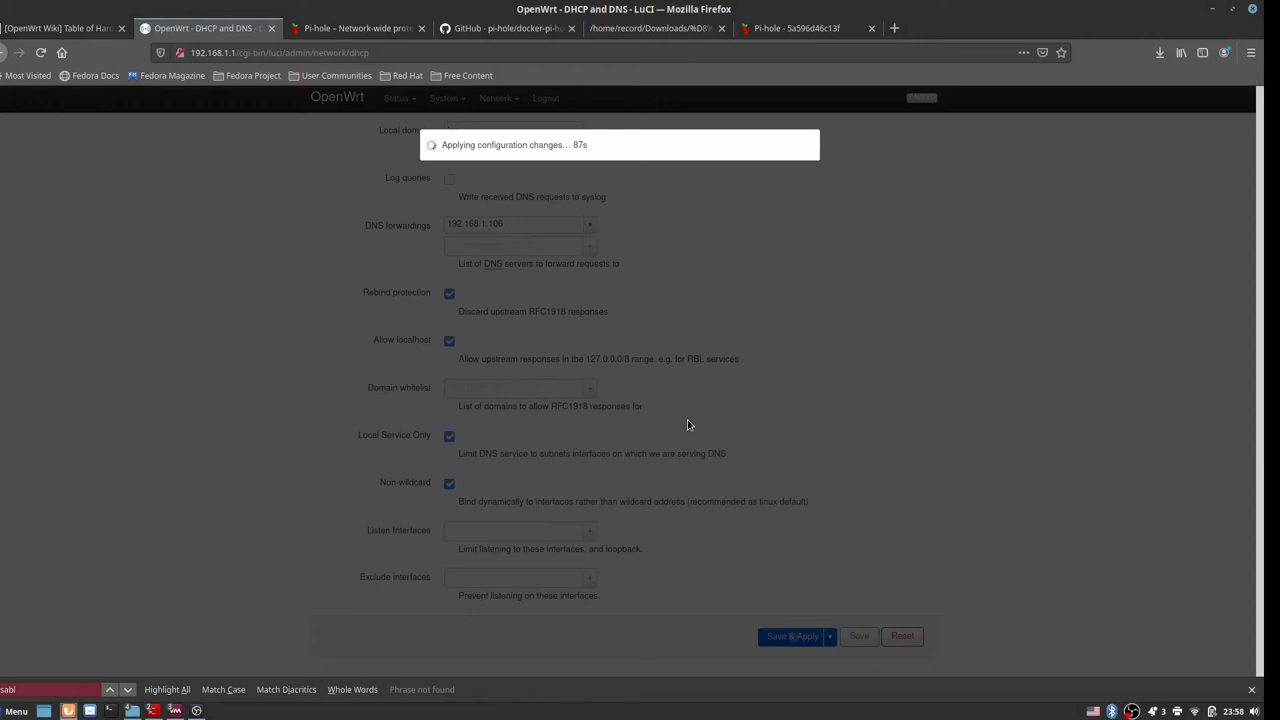 OpenWrt - DHCP and DNS - LuCI — Mozilla Firefox
[OpenWrt Wiki] Table of Har
OpenWrt - DHCP and DNS - L
Pi-hole – Network-wide prote
GitHub - pi-hole/docker-pi-h
/home/record/Downloads/%D8%
Pi-hole - 5a596d46c13f
192.168.1.1/cgi-bin/luci/admin/network/dhcp
Most Visited Fedora Docs Fedora Magazine Fedora Project User Communities Red Hat Free Content
OpenWrt Status System Network Logout
Local dom
Applying configuration changes… 87s
Log queries
Write received DNS requests to syslog
DNS forwardings 192.168.1.106
List of DNS servers to forward requests to
Rebind protection
Discard upstream RFC1918 responses
Allow localhost
Allow upstream responses in the 127.0.0.0/8 range, e.g. for RBL services
Domain whitelist
List of domains to allow RFC1918 responses for
Local Service Only
Limit DNS service to subnets interfaces on which we are serving DNS.
Non-wildcard
Bind dynamically to interfaces rather than wildcard address (recommended as linux default)
Listen Interfaces
Limit listening to these interfaces, and loopback.
Exclude interfaces
Prevent listening on these interfaces.
Save & Apply Save Reset
sabl Highlight All Match Case Match Diacritics Whole Words Phrase not found
Menu 2 3 3 23:58